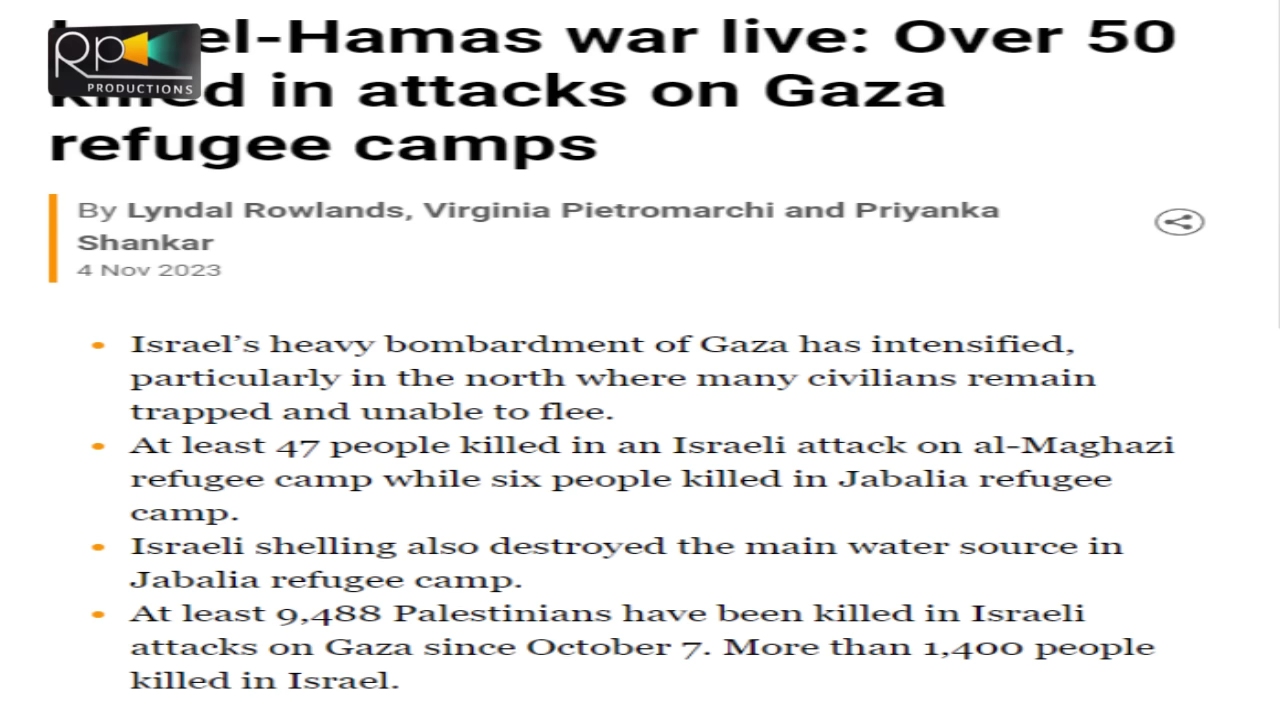 RP
PRODUCTIONS
el-Hamas war live: Over 50
killed in attacks on Gaza
refugee camps
By Lyndal Rowlands, Virginia Pietromarchi and Priyanka
Shankar
4 Nov 2023
Israel’s heavy bombardment of Gaza has intensified,
particularly in the north where many civilians remain
trapped and unable to flee.
At least 47 people killed in an Israeli attack on al-Maghazi
refugee camp while six people killed in Jabalia refugee
camp.
Israeli shelling also destroyed the main water source in
Jabalia refugee camp.
At least 9,488 Palestinians have been killed in Israeli
attacks on Gaza since October 7. More than 1,400 people
killed in Israel.